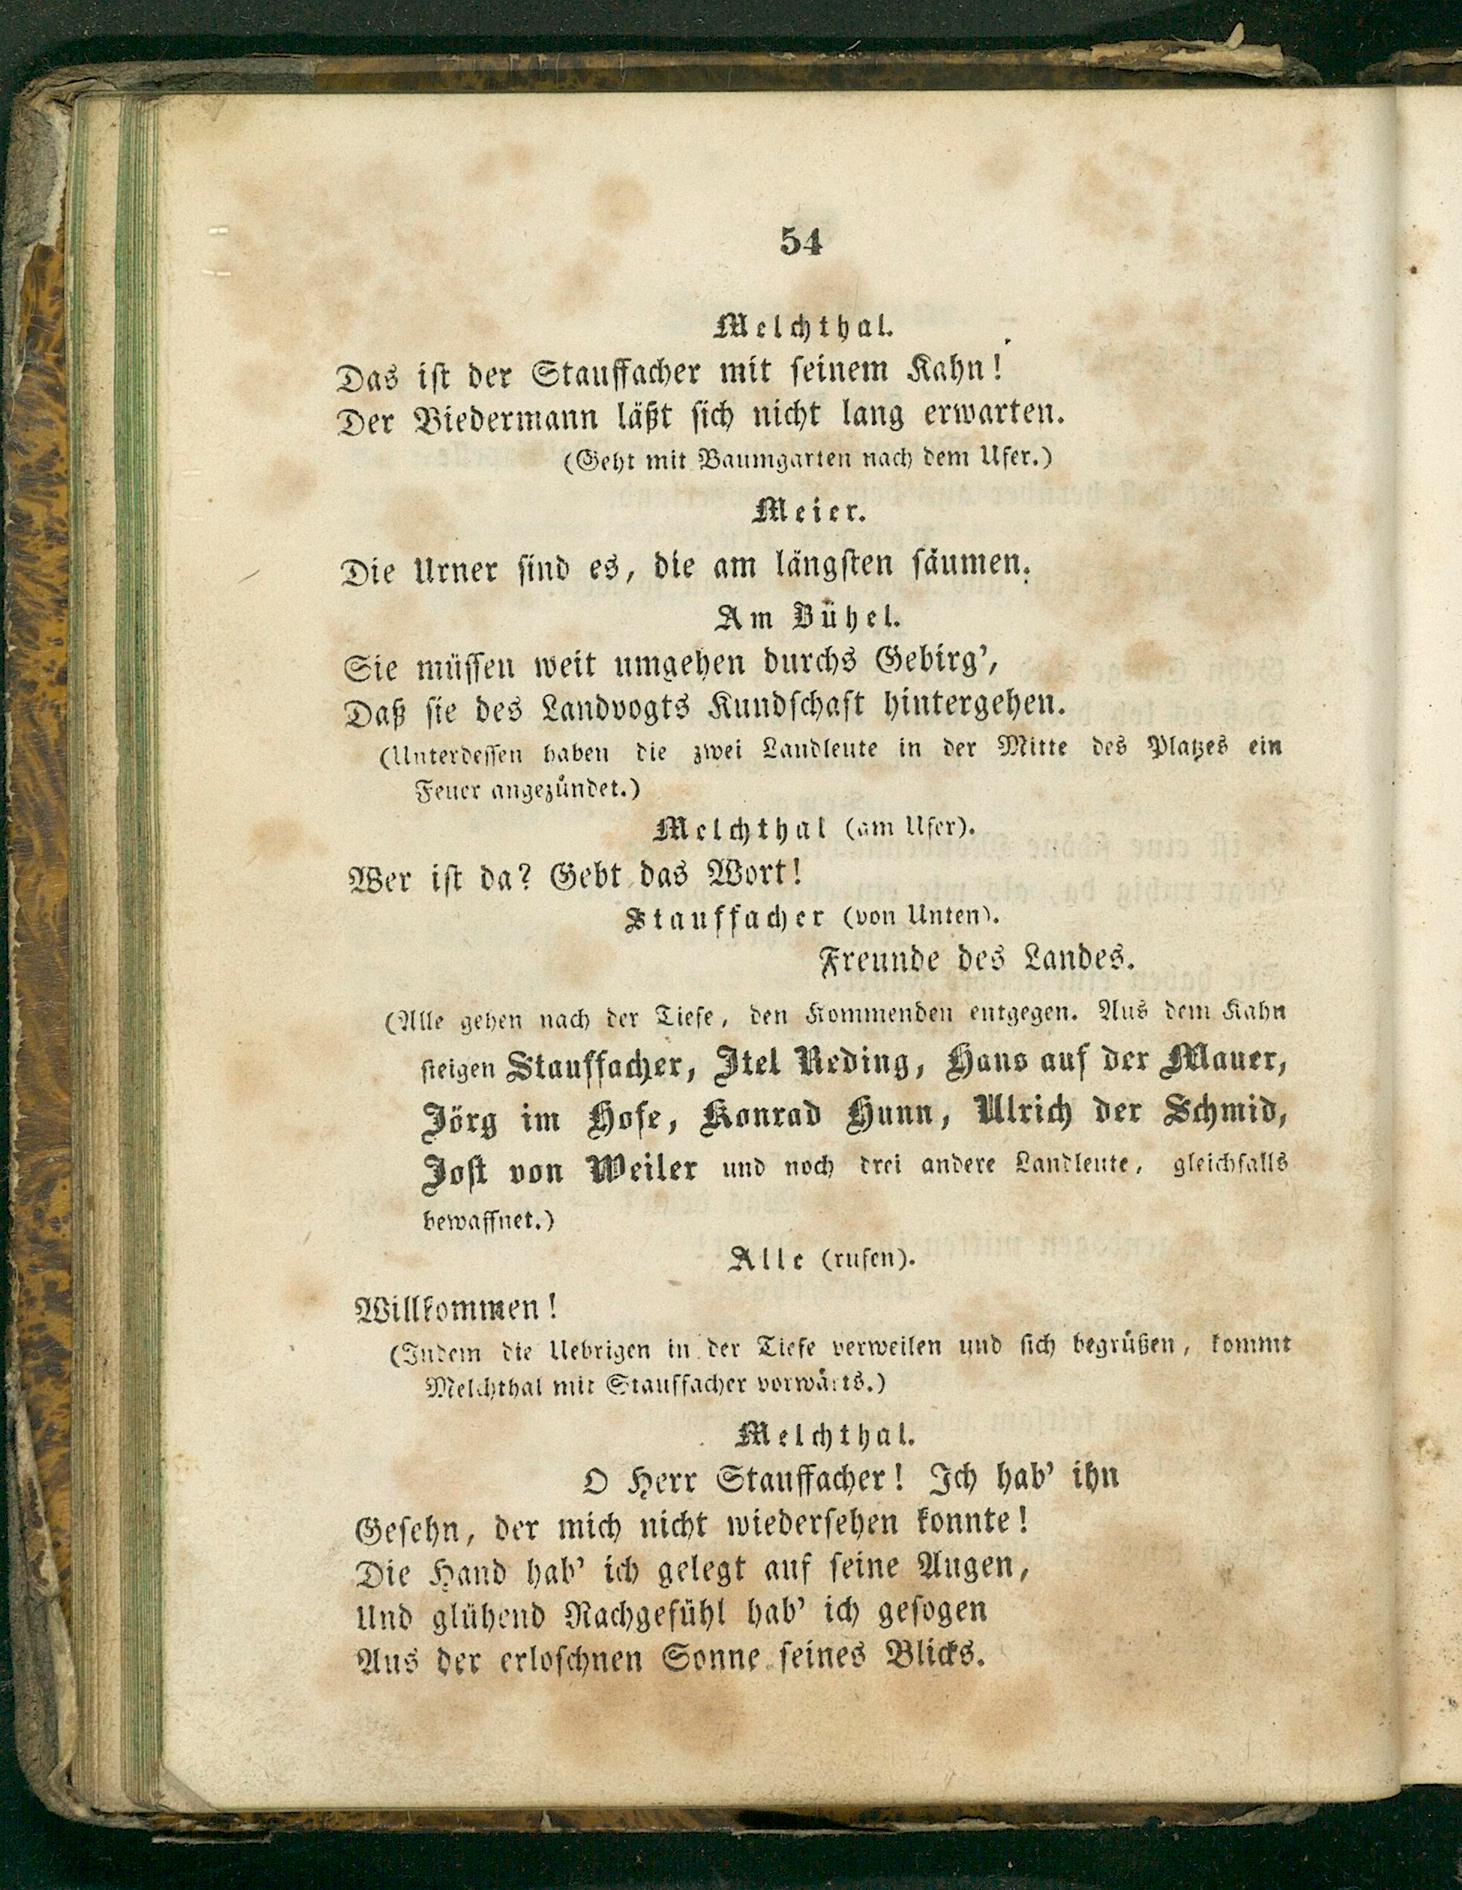 54
Melchthal.
Das ist der Stauffacher mit seinem Kahn!
Der Biedermann läßt sich nicht lang erwarten.
(Geht mit Baumgarten nach dem Ufer.)
Meier.
Die Urner sind es, die am längsten säumen.
Am Bühel.
Sie müssen weit umgehen durchs Gebirg',
Daß sie des Landvogts Kundschaft hintergehen.
(Unterdessen haben die zwei Landleute in der Mitte des Platzes ein
Feuer angezündet.)
Melchthal (am Ufer).
Wer ist da? Gebt das Wort!
Stauffacher (von Unten).
Freunde des Landes.
(Alle gehen nach der Tiefe, den Kommenden entgegen. Aus dem Kahn
steigen Stauffacher, Itel Reding, Hans auf der Mauer,
Jörg im Hofe, Konrad Hunn, Ulrich der Schmid,
Jost von Weiler und noch drei andere Landleute, gleichfalls
bewaffnet.)
Alle (rufen).
Willkommen!
(Indem die Uebrigen in der Tiefe verweilen und sich begrüßen, kommt
Melchthal mit Stauffacher vorwärts.)
Melchthal.
O Herr Stauffacher! Ich hab' ihn
Gesehn, der mich nicht wiedersehen konnte!
Die Hand hab' ich gelegt auf seine Augen,
Und glühend Rachgefühl hab' ich gesogen
Aus der erloschnen Sonne seines Blicks.